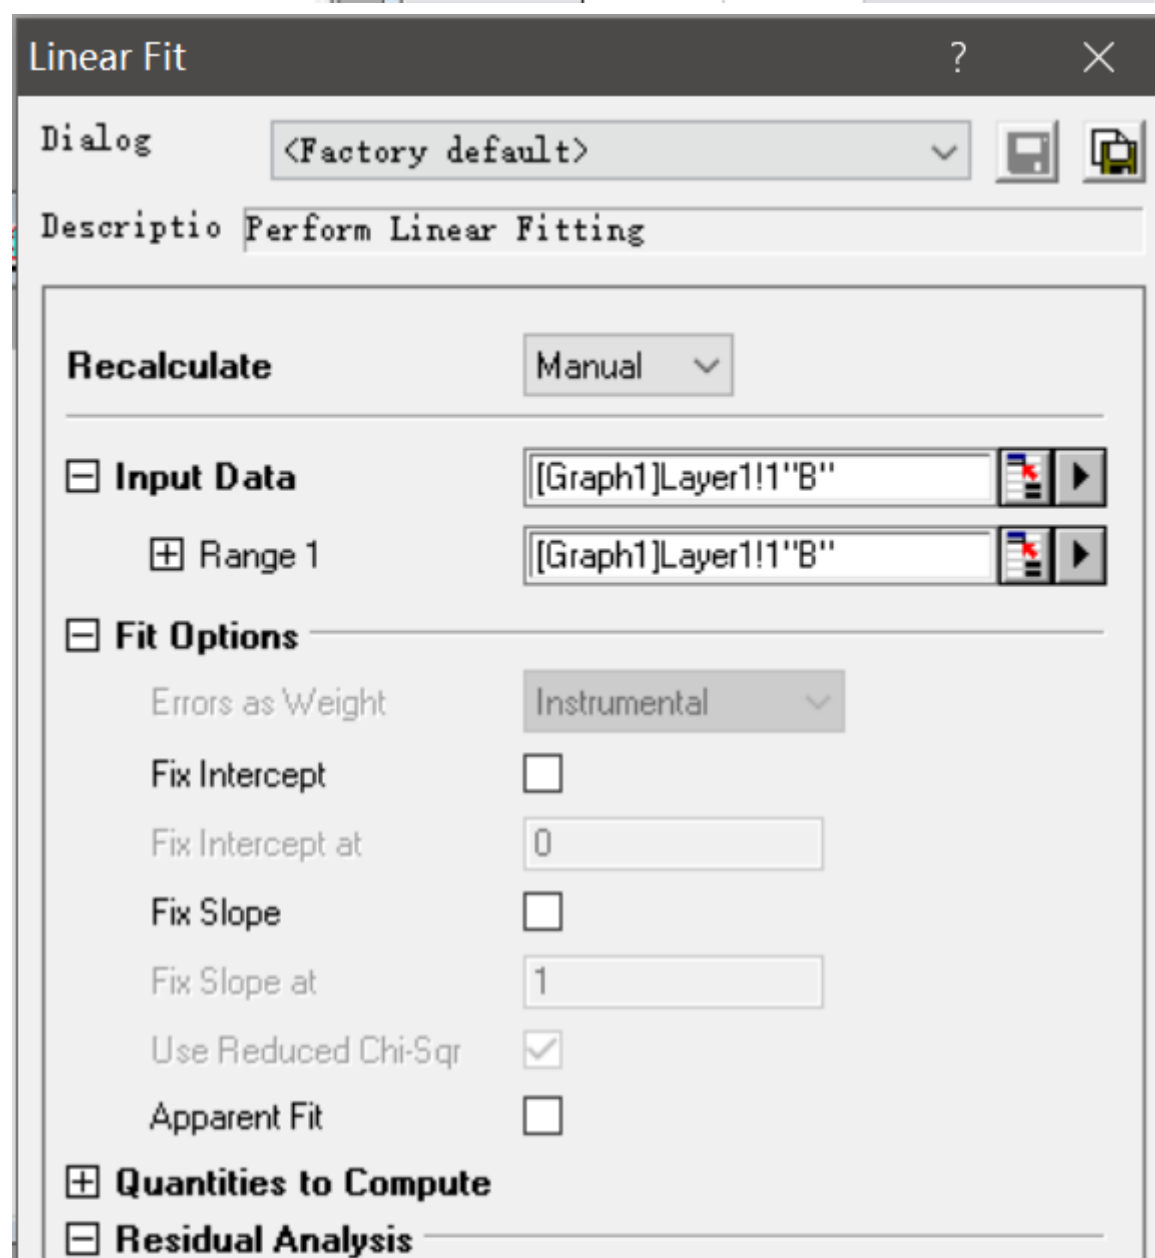 Linear Fit ?
Dialog <Factory default>
Descriptio Perform Linear Fitting
Recalculate Manual
Input Data [Graph1]Layer1!1"B"
Range 1 [Graph1]Layer1!1"B"
Fit Options
Errors as Weight Instrumental
Fix Intercept
Fix Intercept at 0
Fix Slope
Fix Slope at 1
Use Reduced Chi-Sqr
Apparent Fit
Quantities to Compute
Residual Analysis